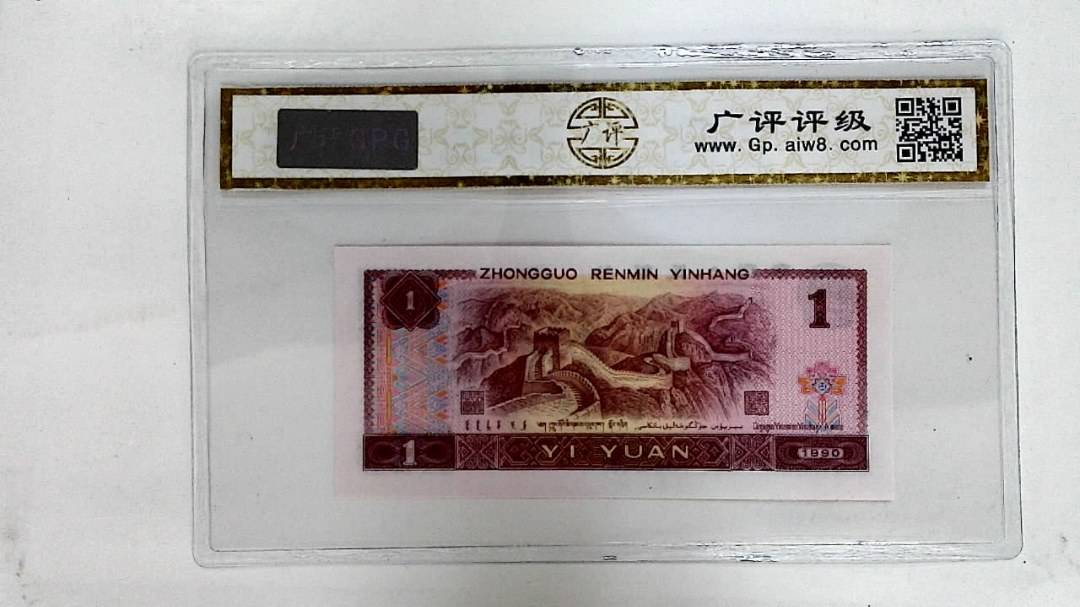 广评GPG
广评
广评评级
www.Gp.aiw8.com
ZHONGGUO RENMIN YINHANG
1
1
1
YI YUAN
1990